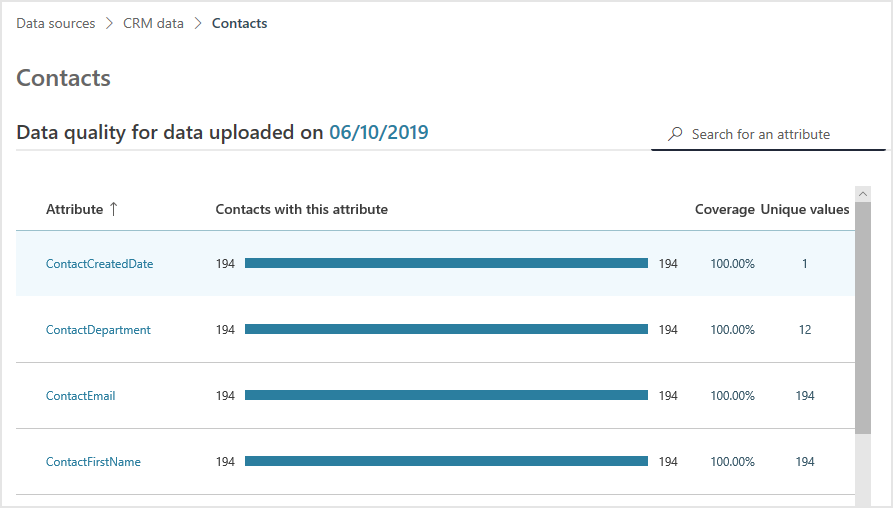 Data sources > CRM data > Contacts
Contacts
Data quality for data uploaded on 06/10/2019
Search for an attribute
Attribute ↑ Contacts with this attribute Coverage Unique values
ContactCreatedDate 194 194 100.00% 1
ContactDepartment 194 194 100.00% 12
ContactEmail 194 194 100.00% 194
ContactFirstName 194 194 100.00% 194